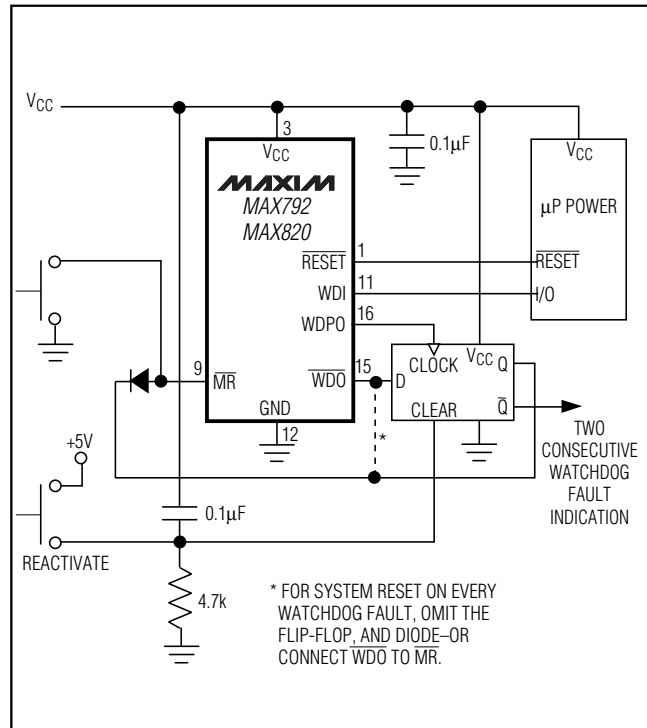 VCC
3
VCC
0.1µF
VCC
MAXIM
MAX792
MAX820
µP POWER
RESET
1
RESET
WDI
11
I/O
WDPO
16
9
MR
WDO
15
D
CLOCK
VCC
Q
CLEAR
Q
GND
12
*
+5V
TWO
CONSECUTIVE
WATCHDOG
FAULT
INDICATION
0.1µF
REACTIVATE
4.7k
* FOR SYSTEM RESET ON EVERY
WATCHDOG FAULT, OMIT THE
FLIP-FLOP, AND DIODE–OR
CONNECT WDO TO MR.